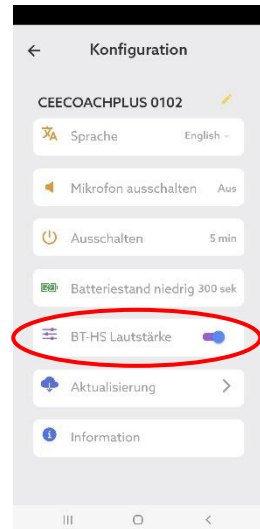 Konfiguration
CEECOACHPLUS 0102
Sprache English
Mikrofon ausschalten Aus
Ausschalten 5 min
Batteriestand niedrig 300 sek
BT-HS Lautstärke
Aktualisierung
Information